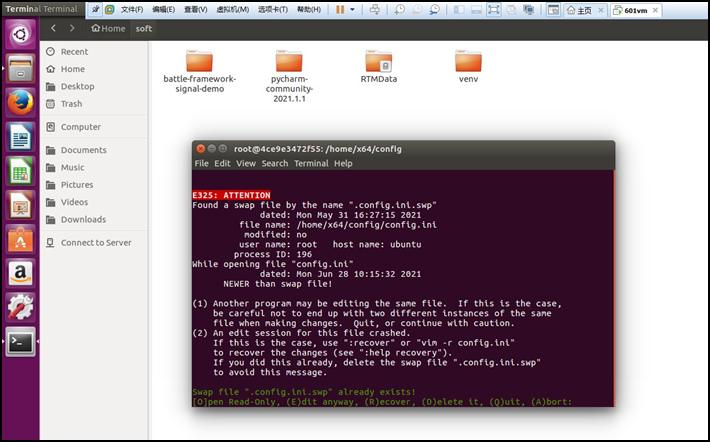 Terminal Terminal
文件(F) 编辑(E) 查看(V) 虚拟机(M) 选项卡(T) 帮助(H)
主页
601vm
Home soft
Recent
Home
Desktop
Trash
Computer
Documents
Music
Pictures
Videos
Downloads
Connect to Server
battle-framework-
signal-demo
pycharm-
community-
2021.1.1
RTMData
venv
root@4ce9e3472f55: /home/x64/config
File Edit View Search Terminal Help
E325: ATTENTION
Found a swap file by the name ".config.ini.swp"
dated: Mon May 31 16:27:15 2021
file name: /home/x64/config/config.ini
modified: no
user name: root host name: ubuntu
process ID: 196
While opening file "config.ini"
dated: Mon Jun 28 10:15:32 2021
NEWER than swap file!
(1) Another program may be editing the same file. If this is the case,
be careful not to end up with two different instances of the same
file when making changes. Quit, or continue with caution.
(2) An edit session for this file crashed.
If this is the case, use ":recover" or "vim -r config.ini"
to recover the changes (see ":help recovery").
If you did this already, delete the swap file ".config.ini.swp"
to avoid this message.
Swap file ".config.ini.swp" already exists!
[O]pen Read-Only, (E)dit anyway, (R)ecover, (D)elete it, (Q)uit, (A)bort: